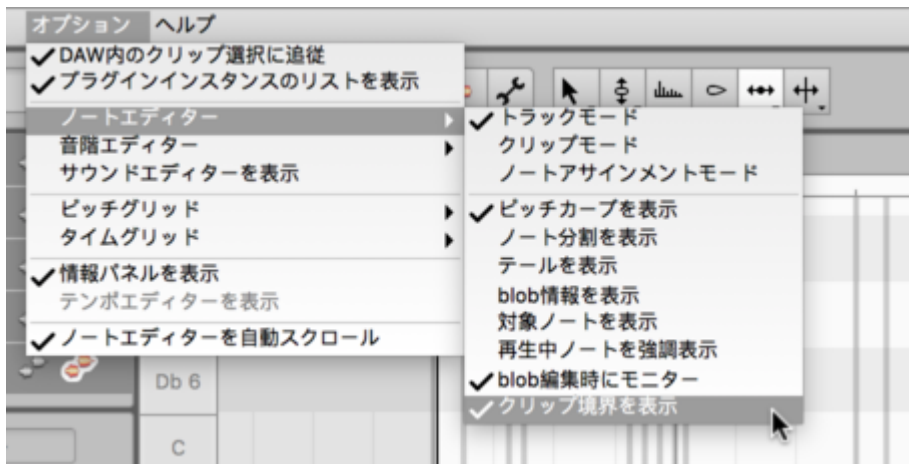 オプション ヘルプ
DAW内のクリップ選択に追従
プラグインインスタンスのリストを表示
ノートエディター
音階エディター
サウンドエディターを表示
ピッチグリッド
タイムグリッド
情報パネルを表示
テンポエディターを表示
ノートエディターを自動スクロール
トラックモード
クリップモード
ノートアサインメントモード
ピッチカーブを表示
ノート分割を表示
テールを表示
blob情報を表示
対象ノートを表示
再生中ノートを強調表示
blob編集時にモニター
クリップ境界を表示
Db 6
C